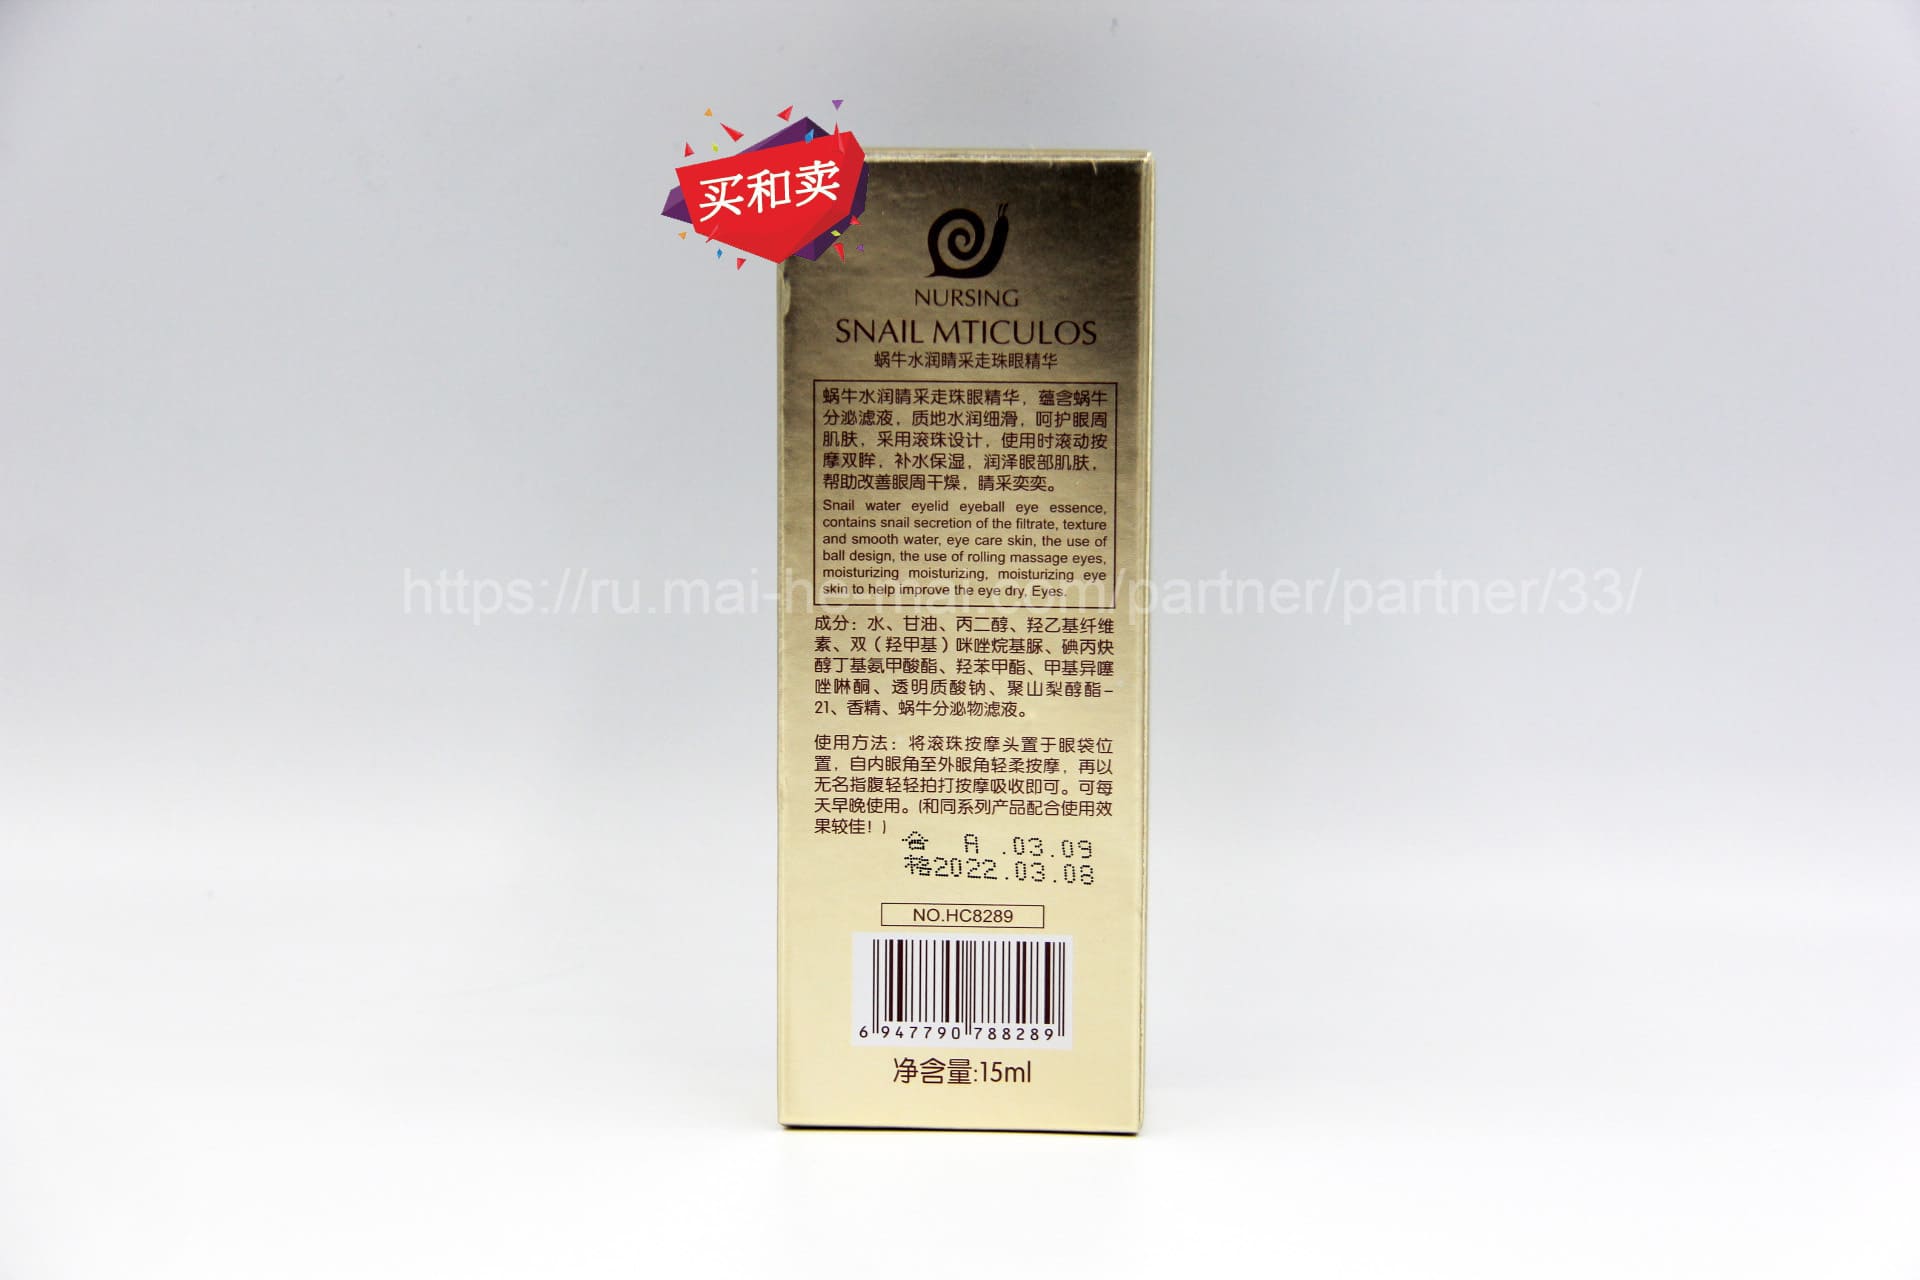 买和卖
NURSING
SNAIL MTICULOS
蜗牛水润睛采走珠眼精华
蜗牛水润睛采走珠眼精华，蕴含蜗牛
分泌滤液，质地水润细滑，呵护眼周
肌肤，采用滚珠设计，使用时滚动按
摩双眸，补水保湿，润泽眼部肌肤，
帮助改善眼周干燥，睛采奕奕。
Snail water eyelid eyeball eye essence,
contains snail secretion of the filtrate, texture
and smooth water, eye care skin, the use of
ball design, the use of rolling massage eyes,
moisturizing moisturizing, moisturizing eye
skin to help improve the eye dry, Eyes.
https://ru.mai-he-mai.com/partner/partner/33/
成分：水、甘油、丙二醇、羟乙基纤维
素、双（羟甲基）咪唑烷基脲、碘丙炔
醇丁基氨甲酸酯、羟苯甲酯、甲基异噻
唑啉酮、透明质酸钠、聚山梨醇酯-
21、香精、蜗牛分泌物滤液。
使用方法：将滚珠按摩头置于眼袋位
置，自内眼角至外眼角轻柔按摩，再以
无名指腹轻轻拍打按摩吸收即可。可每
天早晚使用。(和同系列产品配合使用效
果较佳！)
合 A .03.09
格2022.03.08
NO.HC8289
6 947790 788289
净含量:15ml